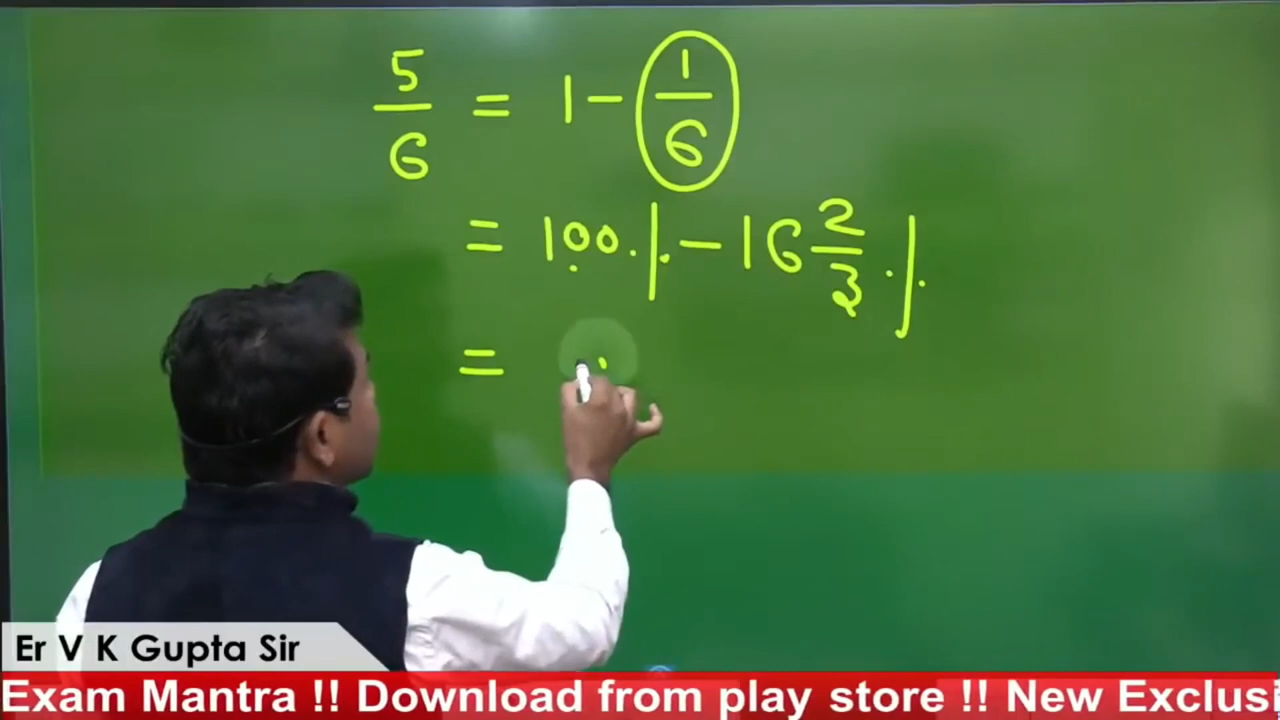 5/6 = 1 - 1/6
= 100% - 16 2/3 %
=
Er V K Gupta Sir
Exam Mantra !! Download from play store !! New Exclusi